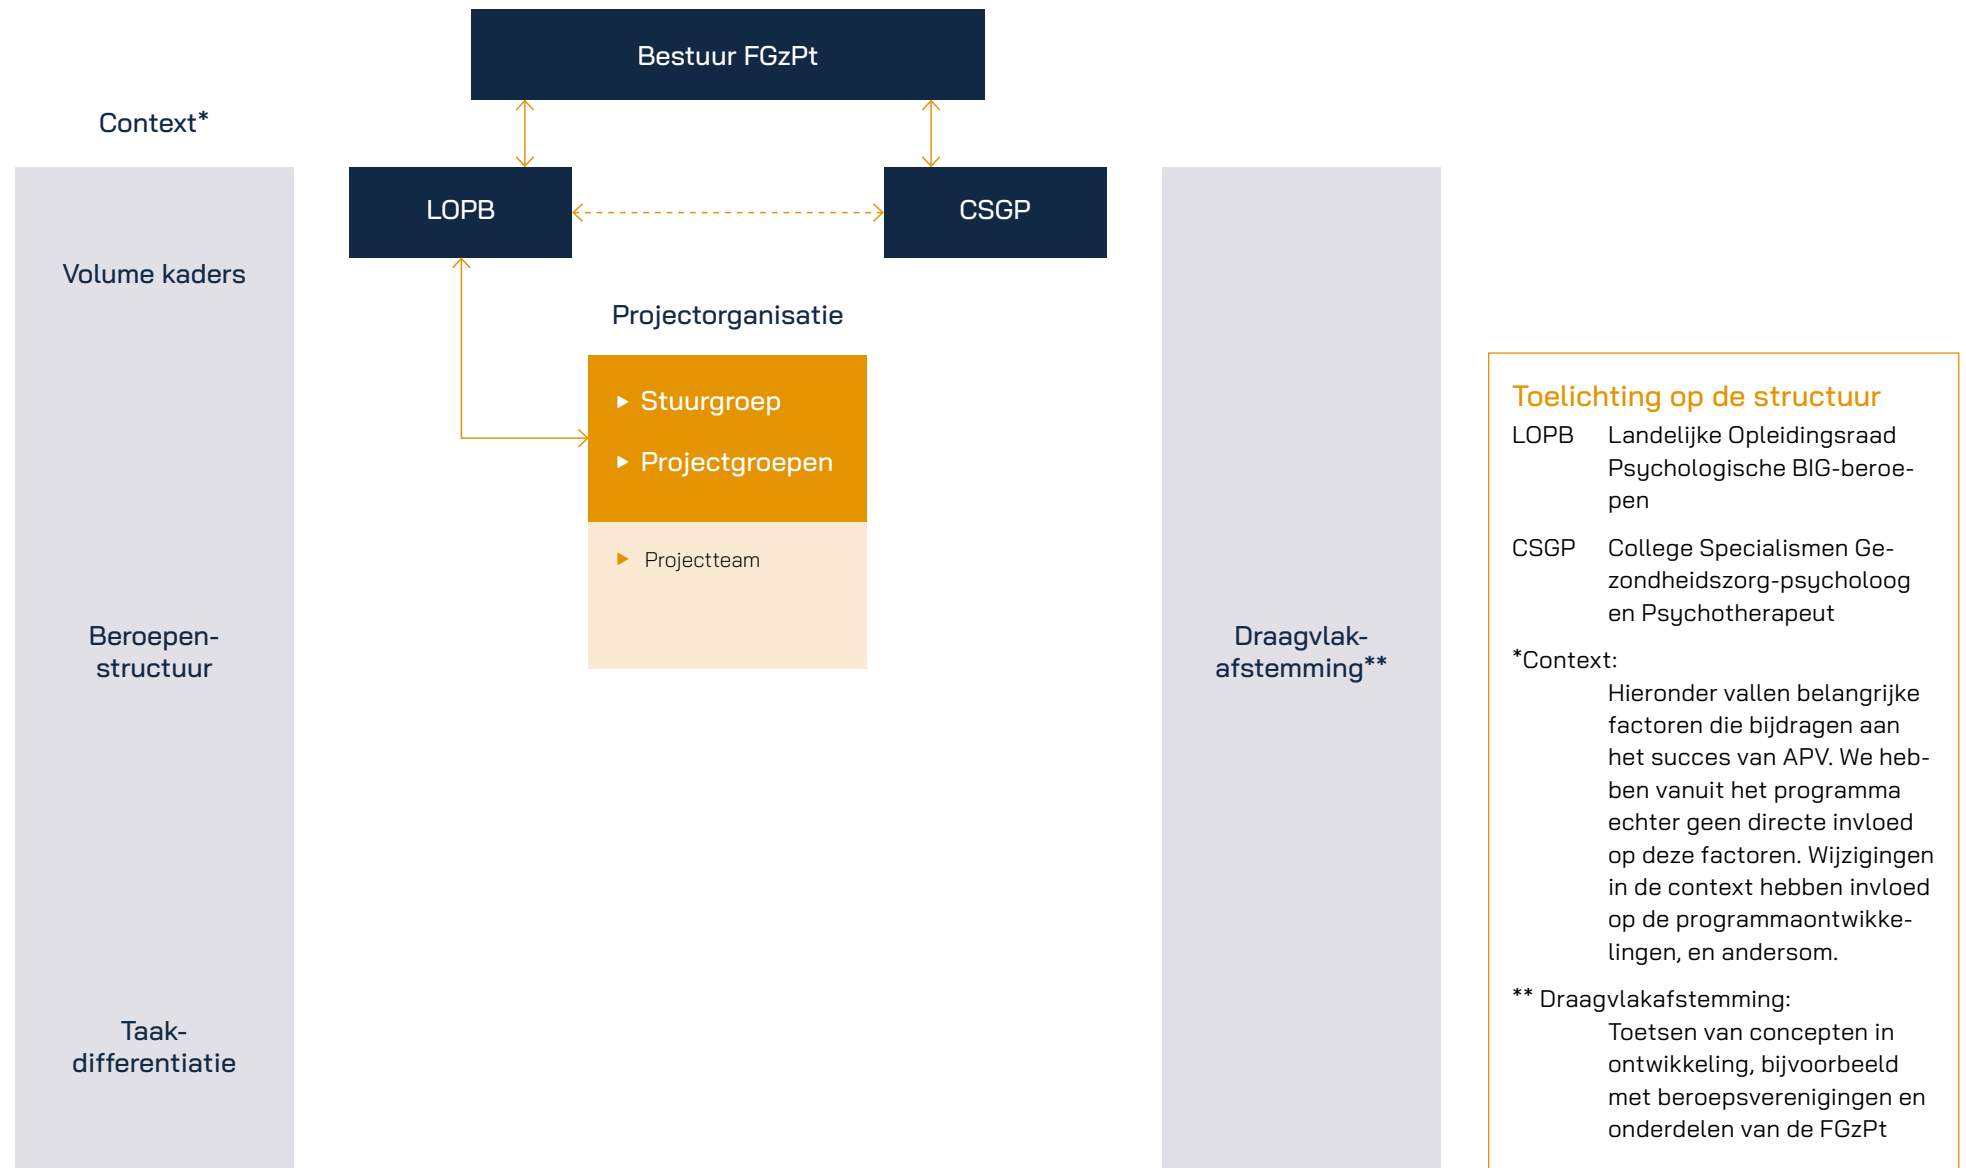 Bestuur FGzPt
Context*
LOPB
CSGP
Volume kaders
Projectorganisatie
▸ Stuurgroep
▸ Projectgroepen
▸ Projectteam
Beroepen-
structuur
Taak-
differentiatie
Draagvlak-
afstemming**
Toelichting op de structuur
LOPB Landelijke Opleidingsraad
Psychologische BIG-beroe-
pen
CSGP College Specialismen Ge-
zondheidszorg-psycholoog
en Psychotherapeut
*Context:
Hieronder vallen belangrijke
factoren die bijdragen aan
het succes van APV. We heb-
ben vanuit het programma
echter geen directe invloed
op deze factoren. Wijzigingen
in de context hebben invloed
op de programmaontwikke-
lingen, en andersom.
** Draagvlakafstemming:
Toetsen van concepten in
ontwikkeling, bijvoorbeeld
met beroepsverenigingen en
onderdelen van de FGzPt